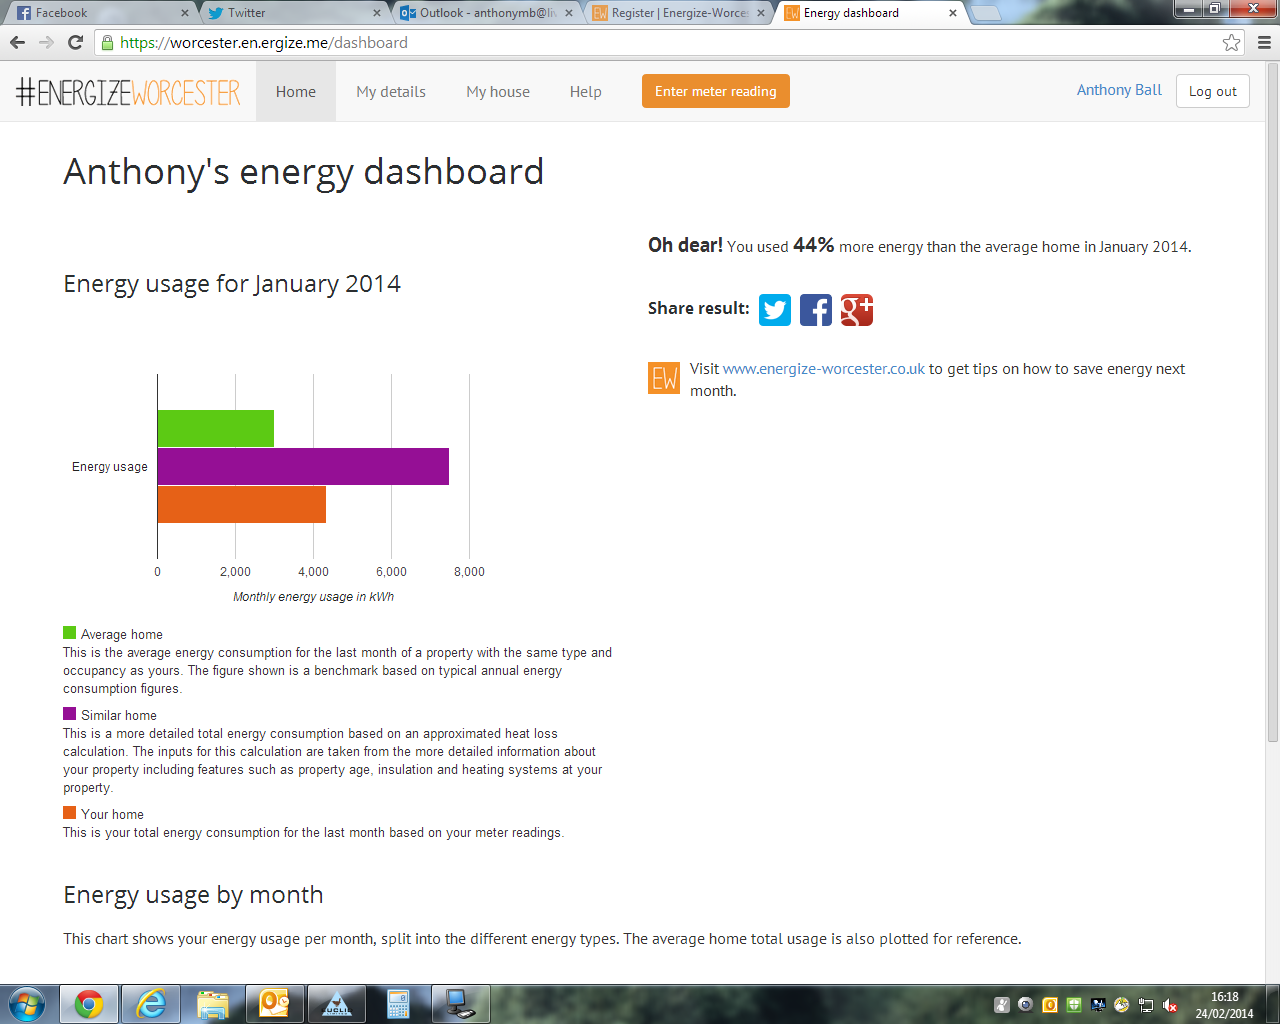 Facebook
Twitter
Outlook - anthonymb@li
Register | Energize-Worces
Energy dashboard
https://worcester.en.ergize.me/dashboard
#ENERGIZEWORCESTER
Home
My details
My house
Help
Enter meter reading
Anthony Ball
Log out
Anthony's energy dashboard
Oh dear! You used 44% more energy than the average home in January 2014.
Energy usage for January 2014
Share result:
EW
Visit www.energize-worcester.co.uk to get tips on how to save energy next
month.
Energy usage
0 2,000 4,000 6,000 8,000
Monthly energy usage in kWh
Average home
This is the average energy consumption for the last month of a property with the same type and
occupancy as yours. The figure shown is a benchmark based on typical annual energy
consumption figures.
Similar home
This is a more detailed total energy consumption based on an approximated heat loss
calculation. The inputs for this calculation are taken from the more detailed information about
your property including features such as property age, insulation and heating systems at your
property.
Your home
This is your total energy consumption for the last month based on your meter readings.
Energy usage by month
This chart shows your energy usage per month, split into the different energy types. The average home total usage is also plotted for reference.
UCLI
16:18
24/02/2014